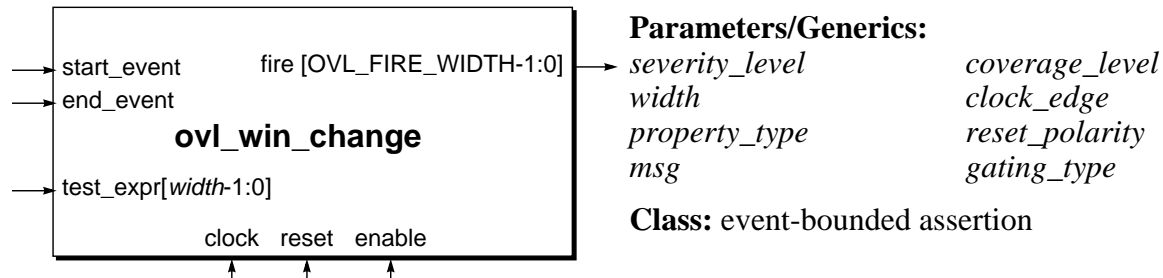 start_event
fire [OVL_FIRE_WIDTH-1:0]
end_event
ovl_win_change
test_expr[width-1:0]
clock reset enable
Parameters/Generics:
severity_level coverage_level
width clock_edge
property_type reset_polarity
msg gating_type
Class: event-bounded assertion